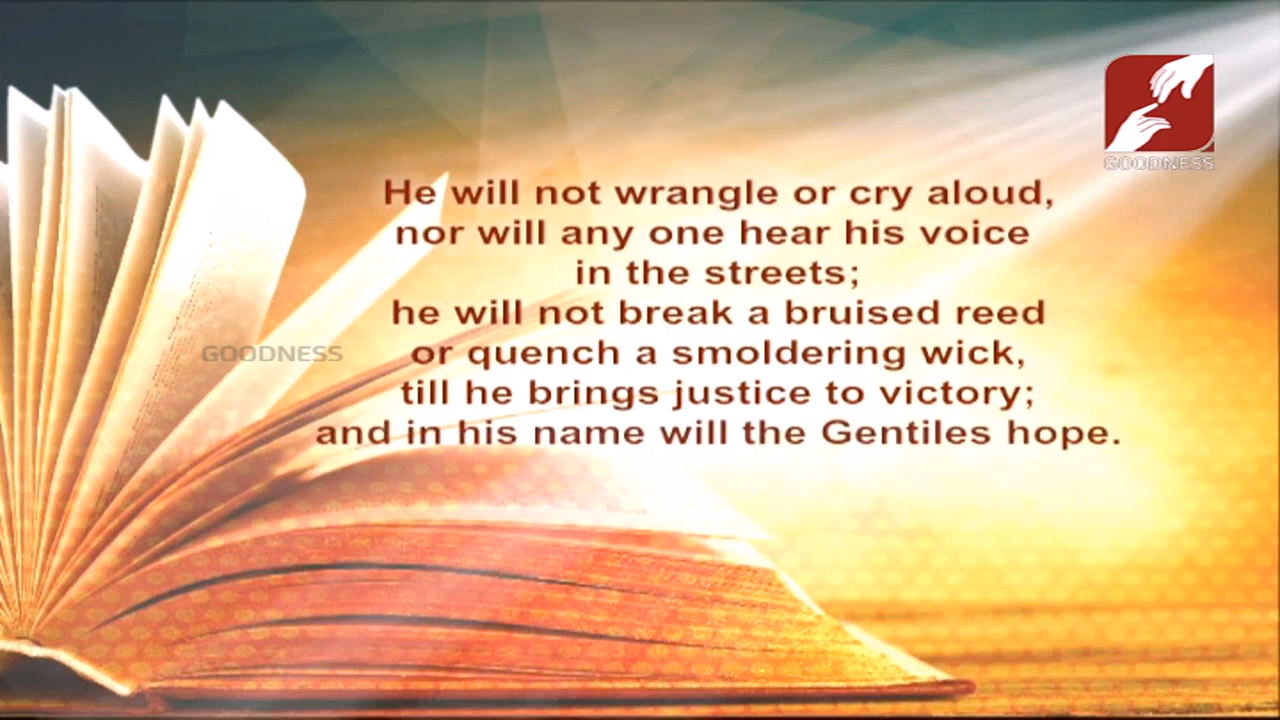 GOODNESS
He will not wrangle or cry aloud,
nor will any one hear his voice
in the streets;
he will not break a bruised reed
GOODNESS
or quench a smoldering wick,
till he brings justice to victory;
and in his name will the Gentiles hope.